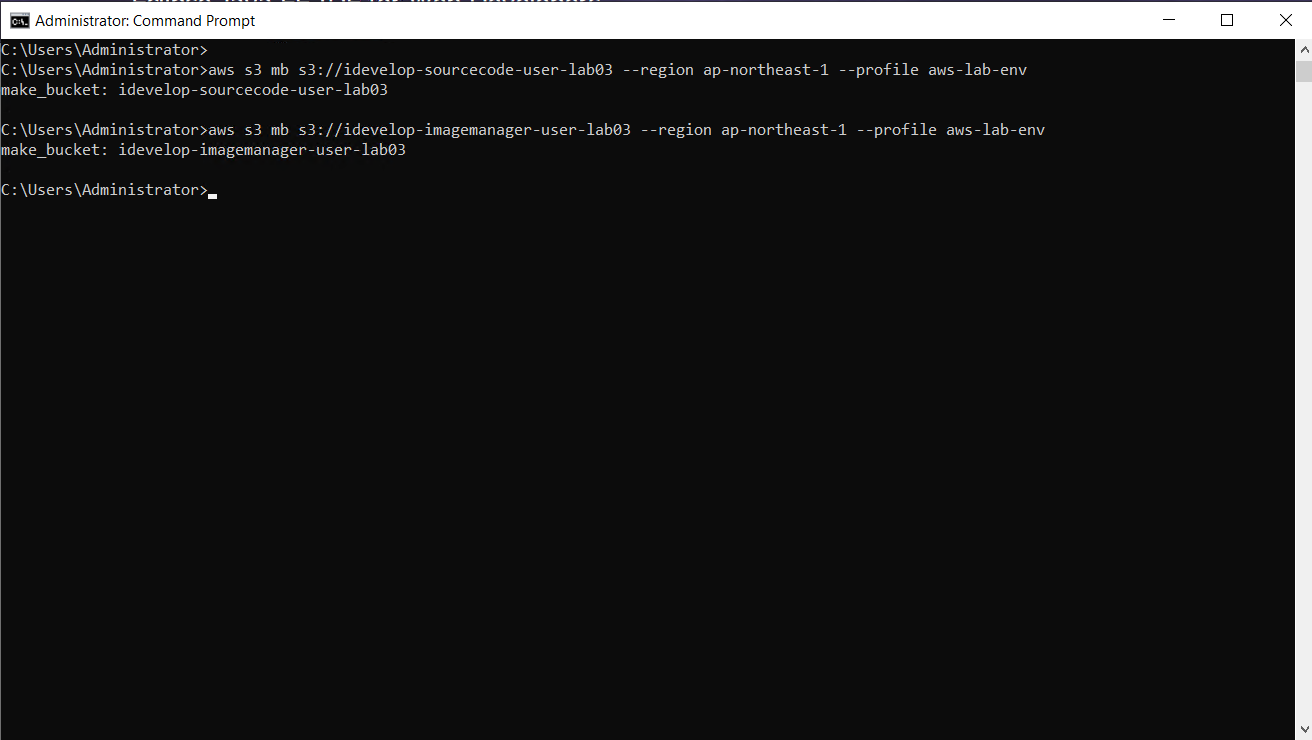 Administrator: Command Prompt
C:\Users\Administrator>
C:\Users\Administrator>aws s3 mb s3://idevelop-sourcecode-user-lab03 --region ap-northeast-1 --profile aws-lab-env
make_bucket: idevelop-sourcecode-user-lab03
C:\Users\Administrator>aws s3 mb s3://idevelop-imagemanager-user-lab03 --region ap-northeast-1 --profile aws-lab-env
make_bucket: idevelop-imagemanager-user-lab03
C:\Users\Administrator>